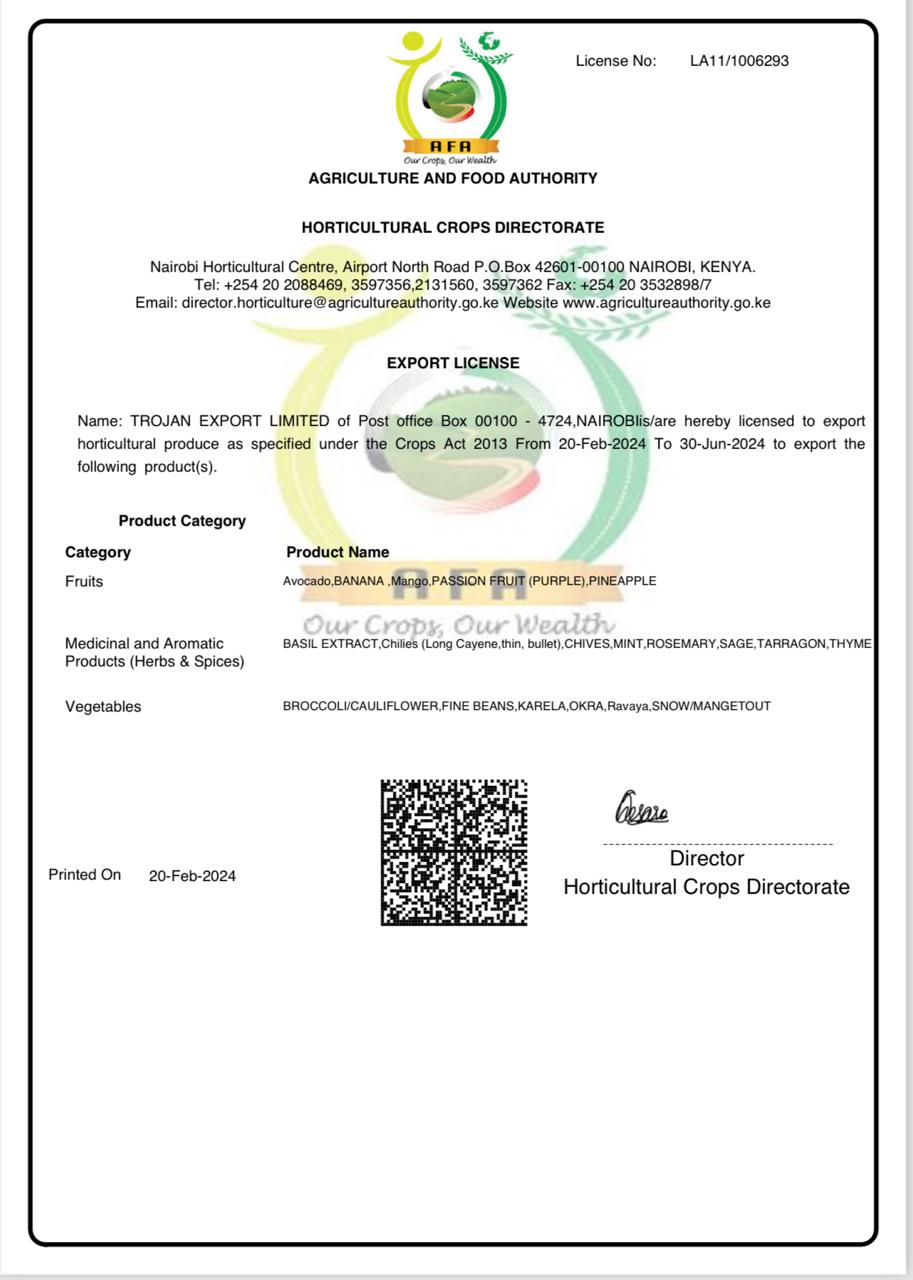 License No: LA11/1006293
AFA
Our Crops, Our Wealth
AGRICULTURE AND FOOD AUTHORITY
HORTICULTURAL CROPS DIRECTORATE
Nairobi Horticultural Centre, Airport North Road P.O.Box 42601-00100 NAIROBI, KENYA.
Tel: +254 20 2088469, 3597356,2131560, 3597362 Fax: +254 20 3532898/7
Email: director.horticulture@agricultureauthority.go.ke Website www.agricultureauthority.go.ke
EXPORT LICENSE
Name: TROJAN EXPORT LIMITED of Post office Box 00100 - 4724,NAIROBIis/are hereby licensed to export
horticultural produce as specified under the Crops Act 2013 From 20-Feb-2024 To 30-Jun-2024 to export the
following product(s).
Product Category
Category Product Name
Fruits Avocado,BANANA ,Mango,PASSION FRUIT (PURPLE),PINEAPPLE
AFA
Our Crops, Our Wealth
Medicinal and Aromatic BASIL EXTRACT,Chilies (Long Cayene,thin, bullet),CHIVES,MINT,ROSEMARY,SAGE,TARRAGON,THYME
Products (Herbs & Spices)
Vegetables BROCCOLI/CAULIFLOWER,FINE BEANS,KARELA,OKRA,Ravaya,SNOW/MANGETOUT
Director
Printed On 20-Feb-2024
Horticultural Crops Directorate